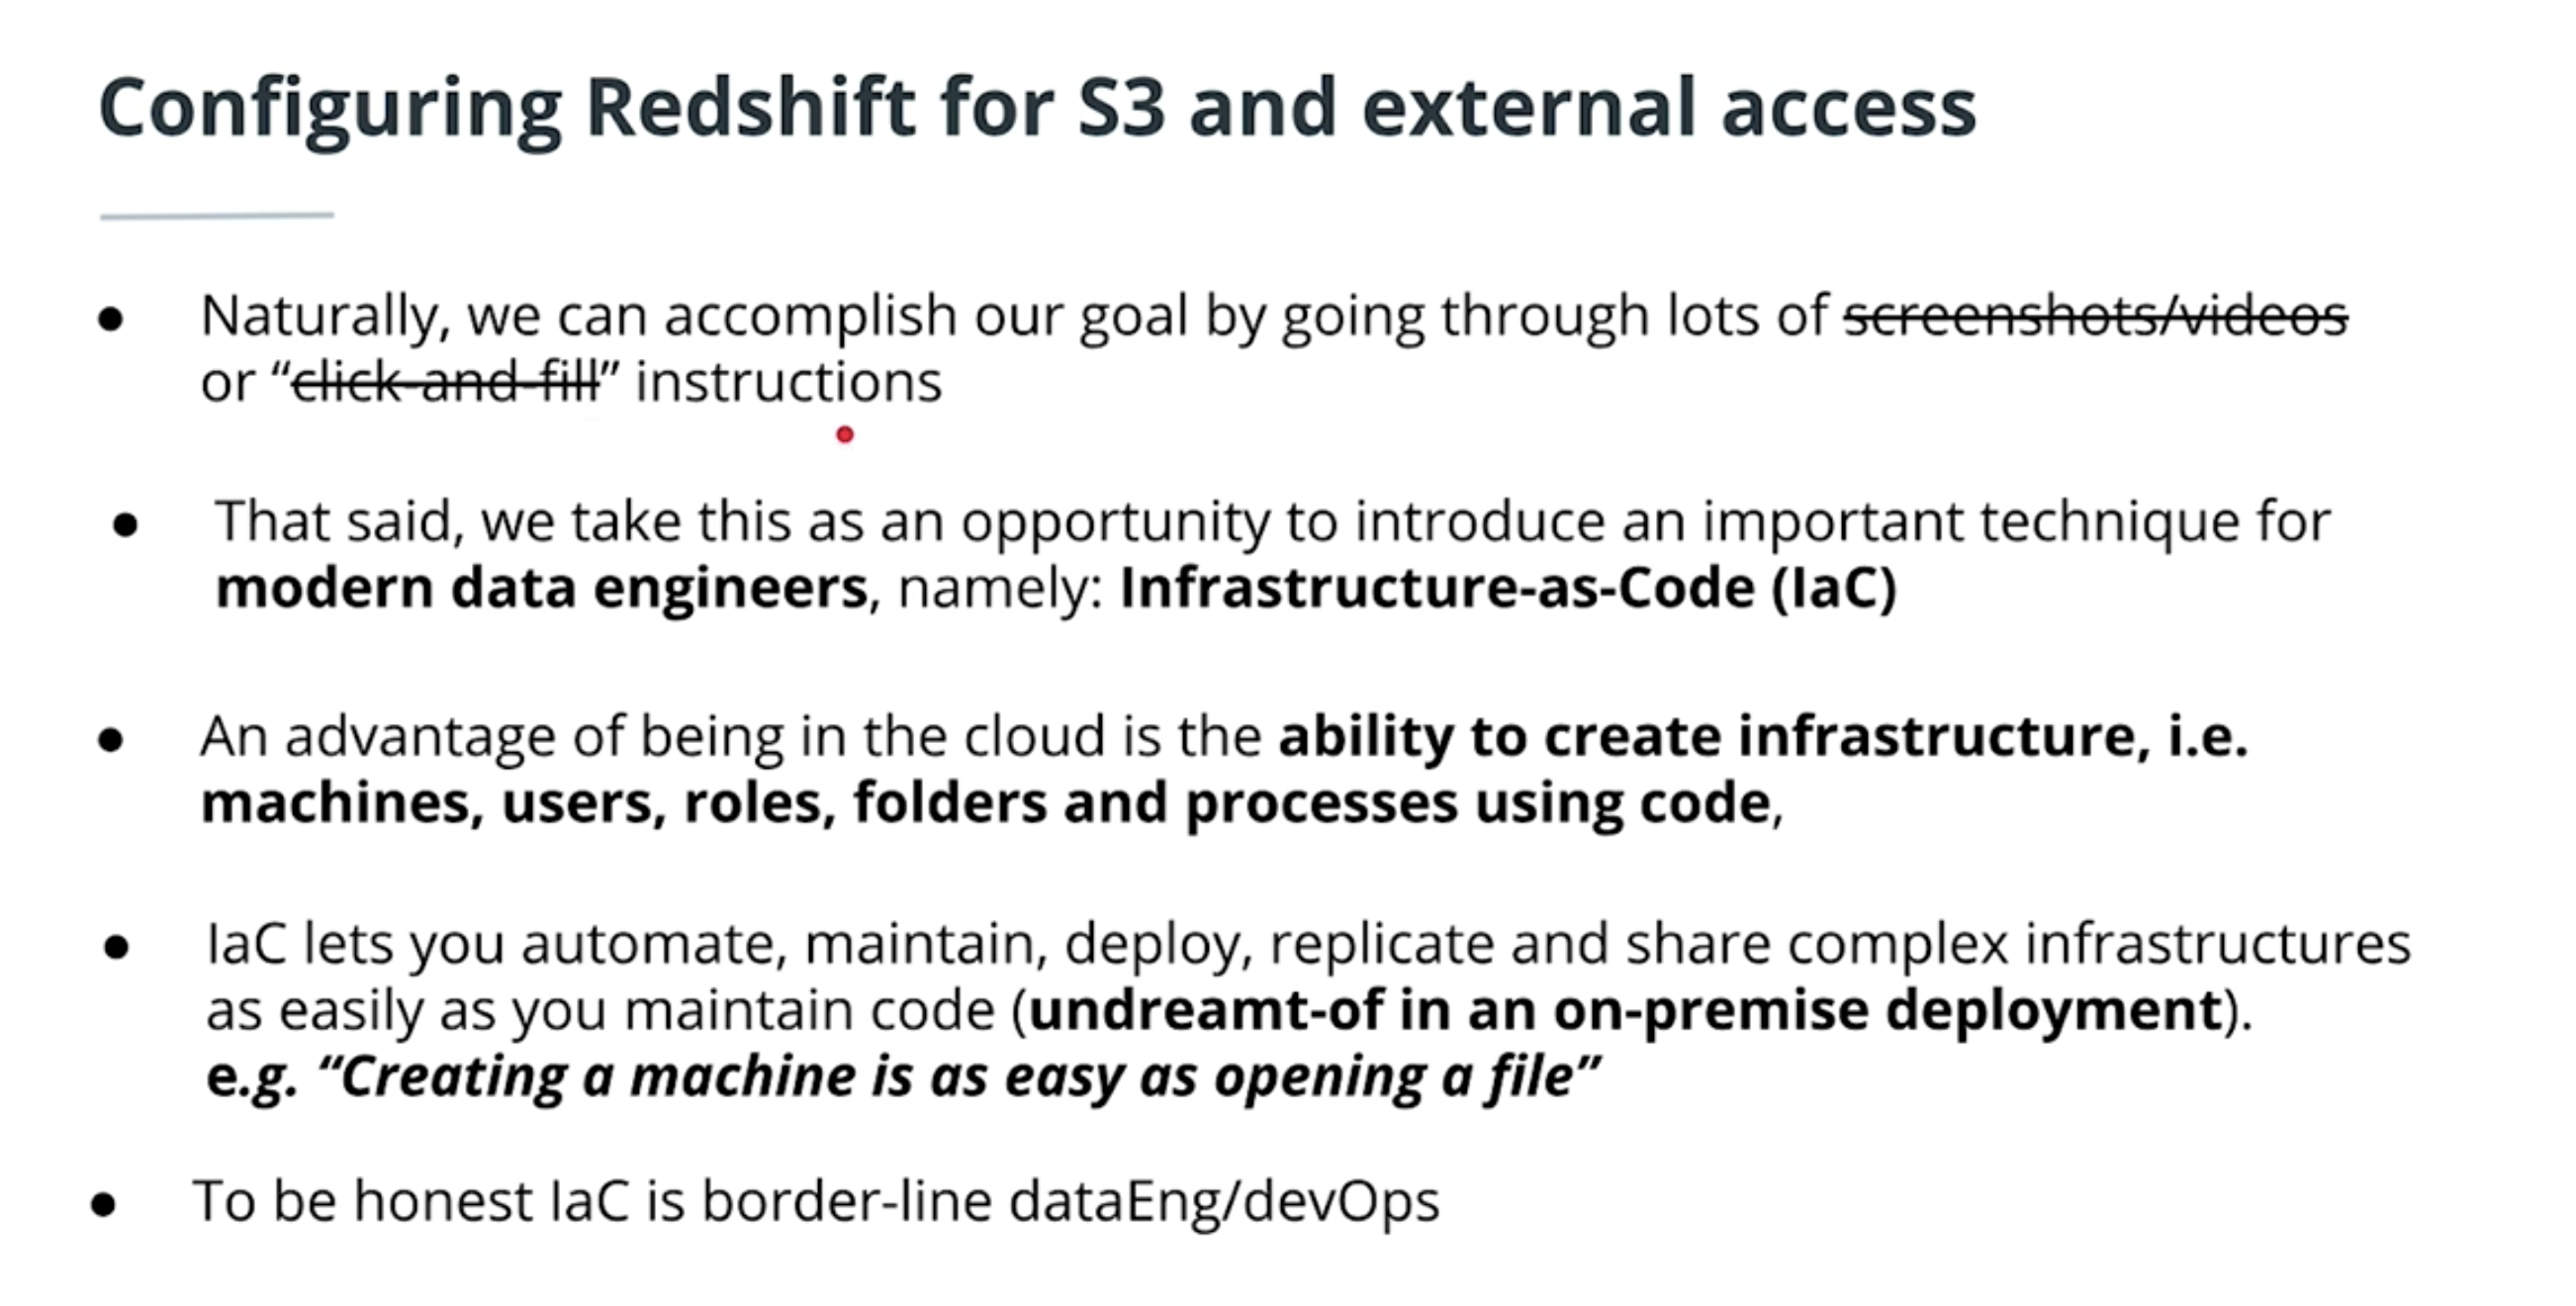 Configuring Redshift for S3 and external access
● Naturally, we can accomplish our goal by going through lots of screenshots/videos
or “click-and-fill” instructions
● That said, we take this as an opportunity to introduce an important technique for
modern data engineers, namely: Infrastructure-as-Code (IaC)
● An advantage of being in the cloud is the ability to create infrastructure, i.e.
machines, users, roles, folders and processes using code,
● IaC lets you automate, maintain, deploy, replicate and share complex infrastructures
as easily as you maintain code (undreamt-of in an on-premise deployment).
e.g. “Creating a machine is as easy as opening a file”
● To be honest IaC is border-line dataEng/devOps